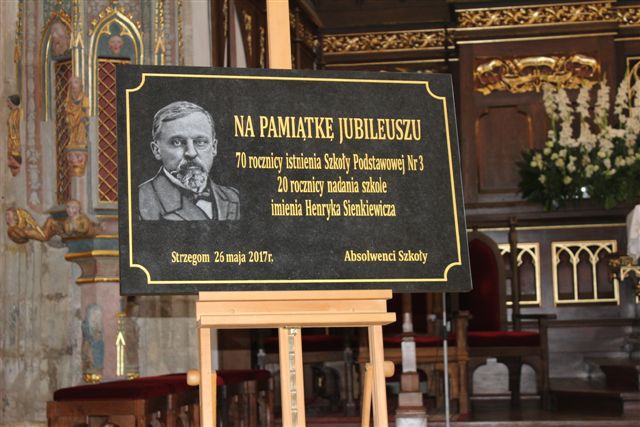 NA PAMIĄTKĘ JUBILEUSZU
70 rocznicy istnienia Szkoły Podstawowej Nr 3
20 rocznicy nadania szkole
imienia Henryka Sienkiewicza
Strzegom 26 maja 2017r.
Absolwenci Szkoły